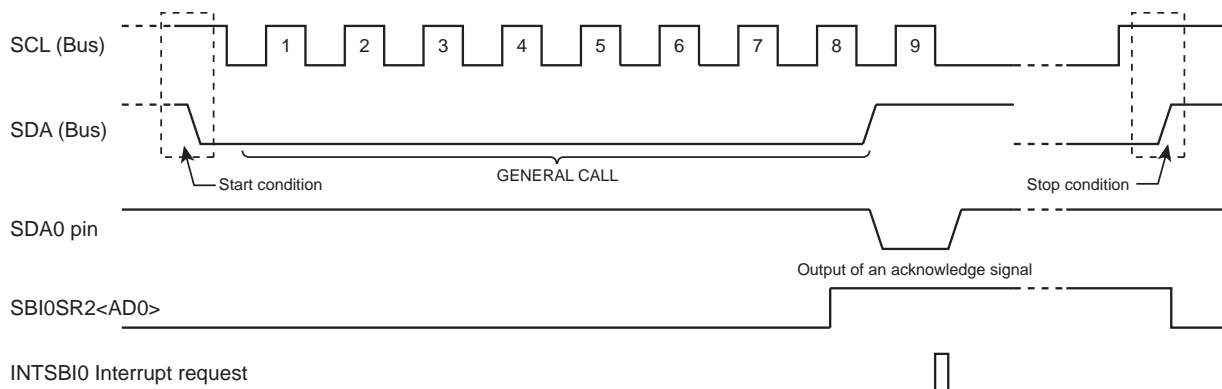 SCL (Bus)
1 2 3 4 5 6 7 8 9
SDA (Bus)
GENERAL CALL
Start condition
Stop condition
SDA0 pin
Output of an acknowledge signal
SBI0SR2<AD0>
INTSBI0 Interrupt request